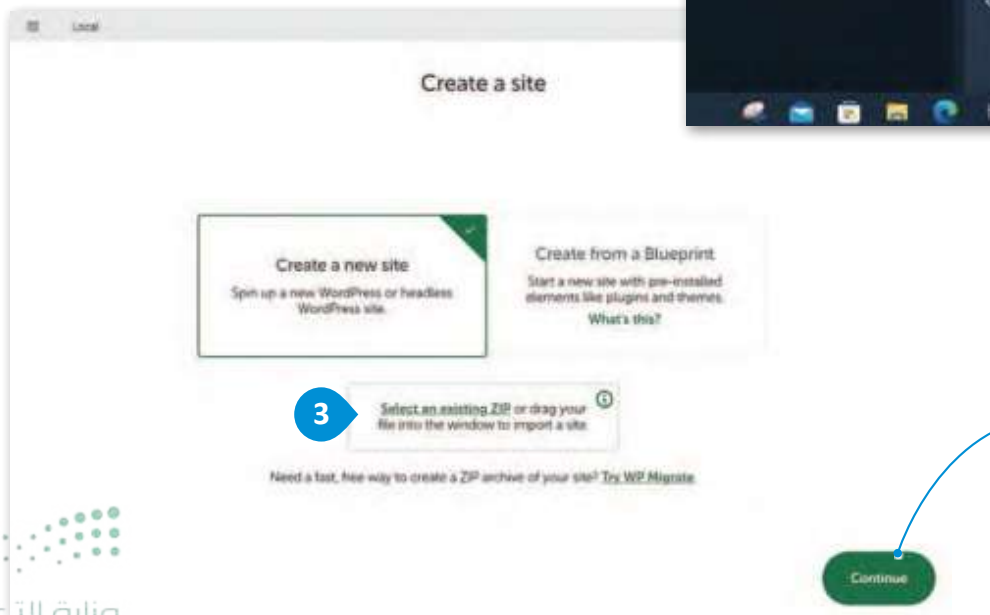 Local
Create a site
Create a new site
Spin up a new WordPress or headless
WordPress site.
Create from a Blueprint
Start a new site with pre-installed
elements like plugins and themes.
What's this?
3
Select an existing ZIP or drag your
file into the window to import a site.
Need a fast, free way to create a ZIP archive of your site? Try WP Migrate
Continue